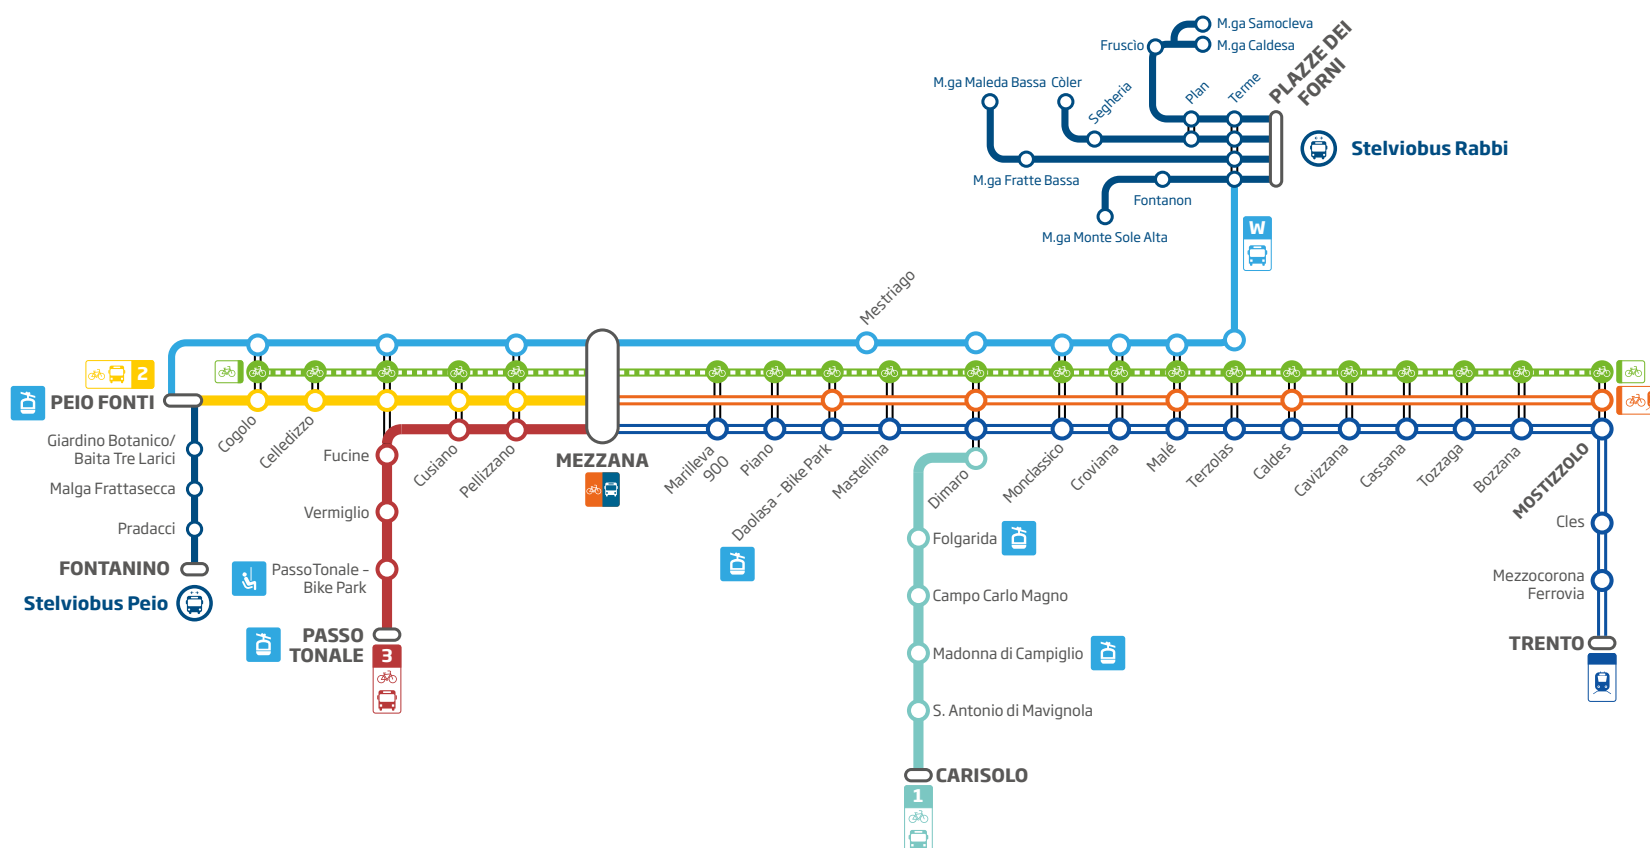 M.ga Samocleva
Fruscìo
M.ga Caldesa
PLAZZE DEI
FORNI
M.ga Maleda Bassa
Còler
Segheria
Plan
Terme
Stelviobus Rabbi
M.ga Fratte Bassa
Fontanon
M.ga Monte Sole Alta
W
Mestriago
2
PEIO FONTI
Giardino Botanico/
Baita Tre Larici
Malga Frattasecca
Pradacci
FONTANINO
Stelviobus Peio
Cogolo
Celledizzo
Fucine
Vermiglio
PassoTonale –
Bike Park
PASSO
TONALE
3
Cusiano
Pellizzano
MEZZANA
Marilleva
900
Piano
Daolasa – Bike Park
Mastellina
Dimaro
Monclassico
Croviana
Malé
Terzolas
Caldes
Cavizzana
Cassana
Tozzaga
Bozzana
MOSTIZZOLO
Folgarida
Campo Carlo Magno
Madonna di Campiglio
S. Antonio di Mavignola
CARISOLO
1
Cles
Mezzocorona
Ferrovia
TRENTO